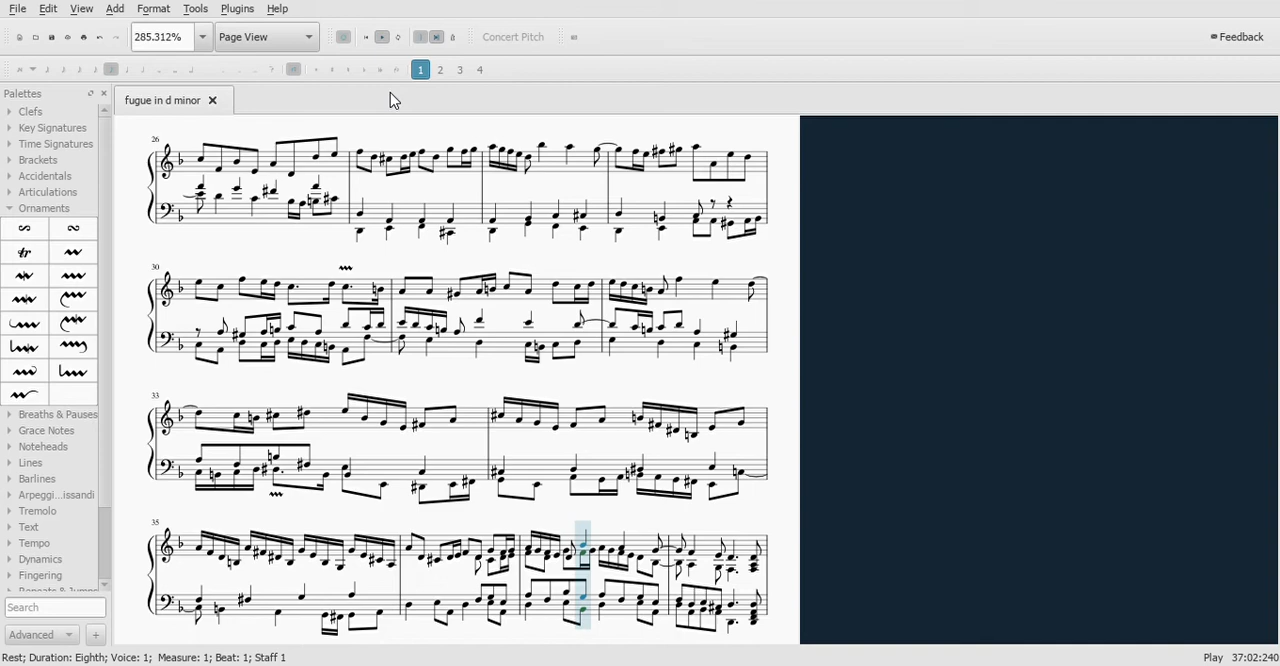 File Edit View Add Format Tools Plugins Help
285.312% Page View Concert Pitch Feedback
1 2 3 4
Palettes
fugue in d minor
Clefs
Key Signatures
Time Signatures
Brackets
Accidentals
Articulations
Ornaments
Breaths & Pauses
Grace Notes
Noteheads
Lines
Barlines
Arpeggi...issandi
Tremolo
Text
Tempo
Dynamics
Fingering
Repeats & Jumps
Search
Advanced +
26
30
33
35
Rest; Duration: Eighth; Voice: 1; Measure: 1; Beat: 1; Staff 1 Play 37:02:240